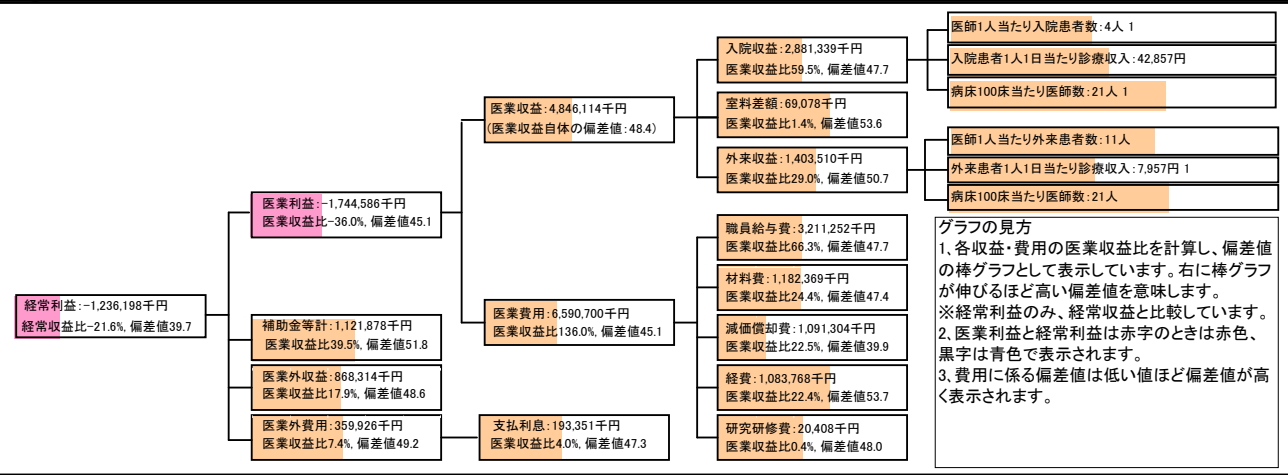 経常利益:-1,236,198千円
経常収益比-21.6%, 偏差値39.7
医業利益:-1,744,586千円
医業収益比-36.0%, 偏差値45.1
補助金等計:1,121,878千円
医業収益比39.5%, 偏差値51.8
医業外収益:868,314千円
医業収益比17.9%, 偏差値48.6
医業外費用:359,926千円
医業収益比7.4%, 偏差値49.2
医業収益:4,846,114千円
(医業収益自体の偏差値:48.4)
医業費用:6,590,700千円
医業収益比136.0%, 偏差値45.1
支払利息:193,351千円
医業収益比4.0%, 偏差値47.3
入院収益:2,881,339千円
医業収益比59.5%, 偏差値47.7
室料差額:69,078千円
医業収益比1.4%, 偏差値53.6
外来収益:1,403,510千円
医業収益比29.0%, 偏差値50.7
職員給与費:3,211,252千円
医業収益比66.3%, 偏差値47.7
材料費:1,182,369千円
医業収益比24.4%, 偏差値47.4
減価償却費:1,091,304千円
医業収益比22.5%, 偏差値39.9
経費:1,083,768千円
医業収益比22.4%, 偏差値53.7
研究研修費:20,408千円
医業収益比0.4%, 偏差値48.0
医師1人当たり入院患者数:4人 1
入院患者1人1日当たり診療収入:42,857円
病床100床当たり医師数:21人 1
医師1人当たり外来患者数:11人
外来患者1人1日当たり診療収入:7,957円 1
病床100床当たり医師数:21人
グラフの見方
1、各収益・費用の医業収益比を計算し、偏差値
の棒グラフとして表示しています。右に棒グラフ
が伸びるほど高い偏差値を意味します。
※経常利益のみ、経常収益と比較しています。
2、医業利益と経常利益は赤字のときは赤色、
黒字は青色で表示されます。
3、費用に係る偏差値は低い値ほど偏差値が高
く表示されます。